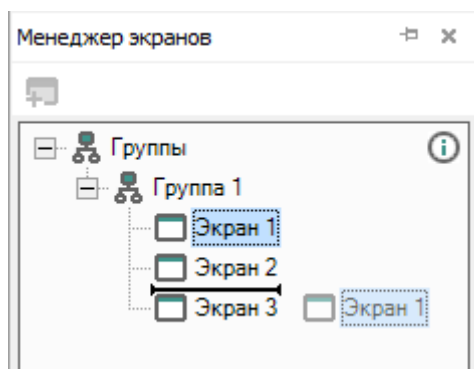 Менеджер экранов
Группы
Группа 1
Экран 1
Экран 2
Экран 3 Экран 1